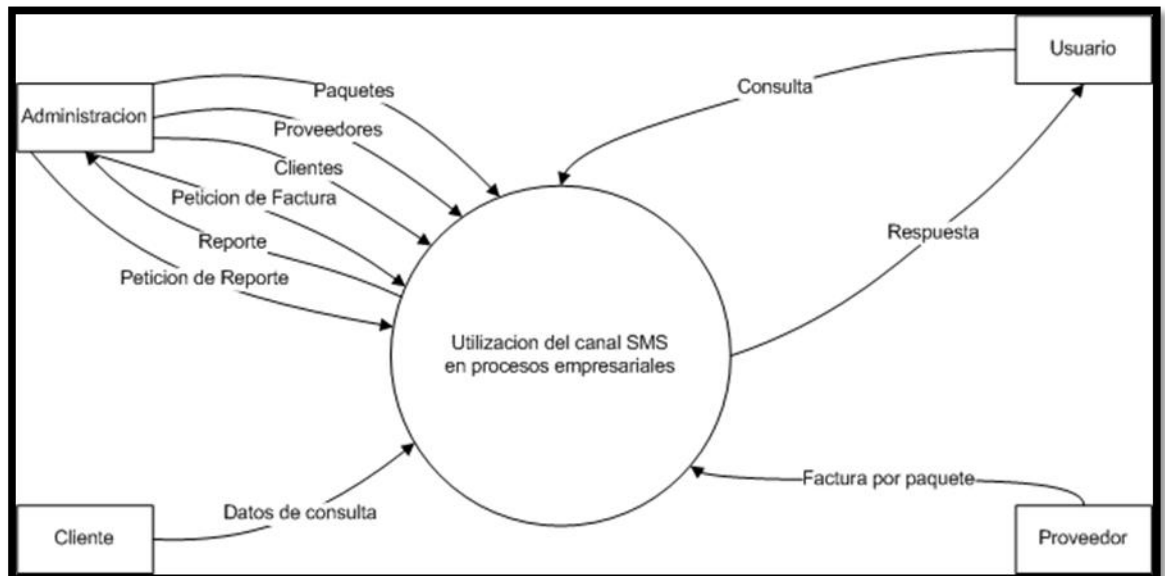 Usuario
Consulta
Administracion
Paquetes
Proveedores
Clientes
Peticion de Factura
Reporte
Peticion de Reporte
Respuesta
Utilizacion del canal SMS
en procesos empresariales
Factura por paquete
Datos de consulta
Cliente
Proveedor